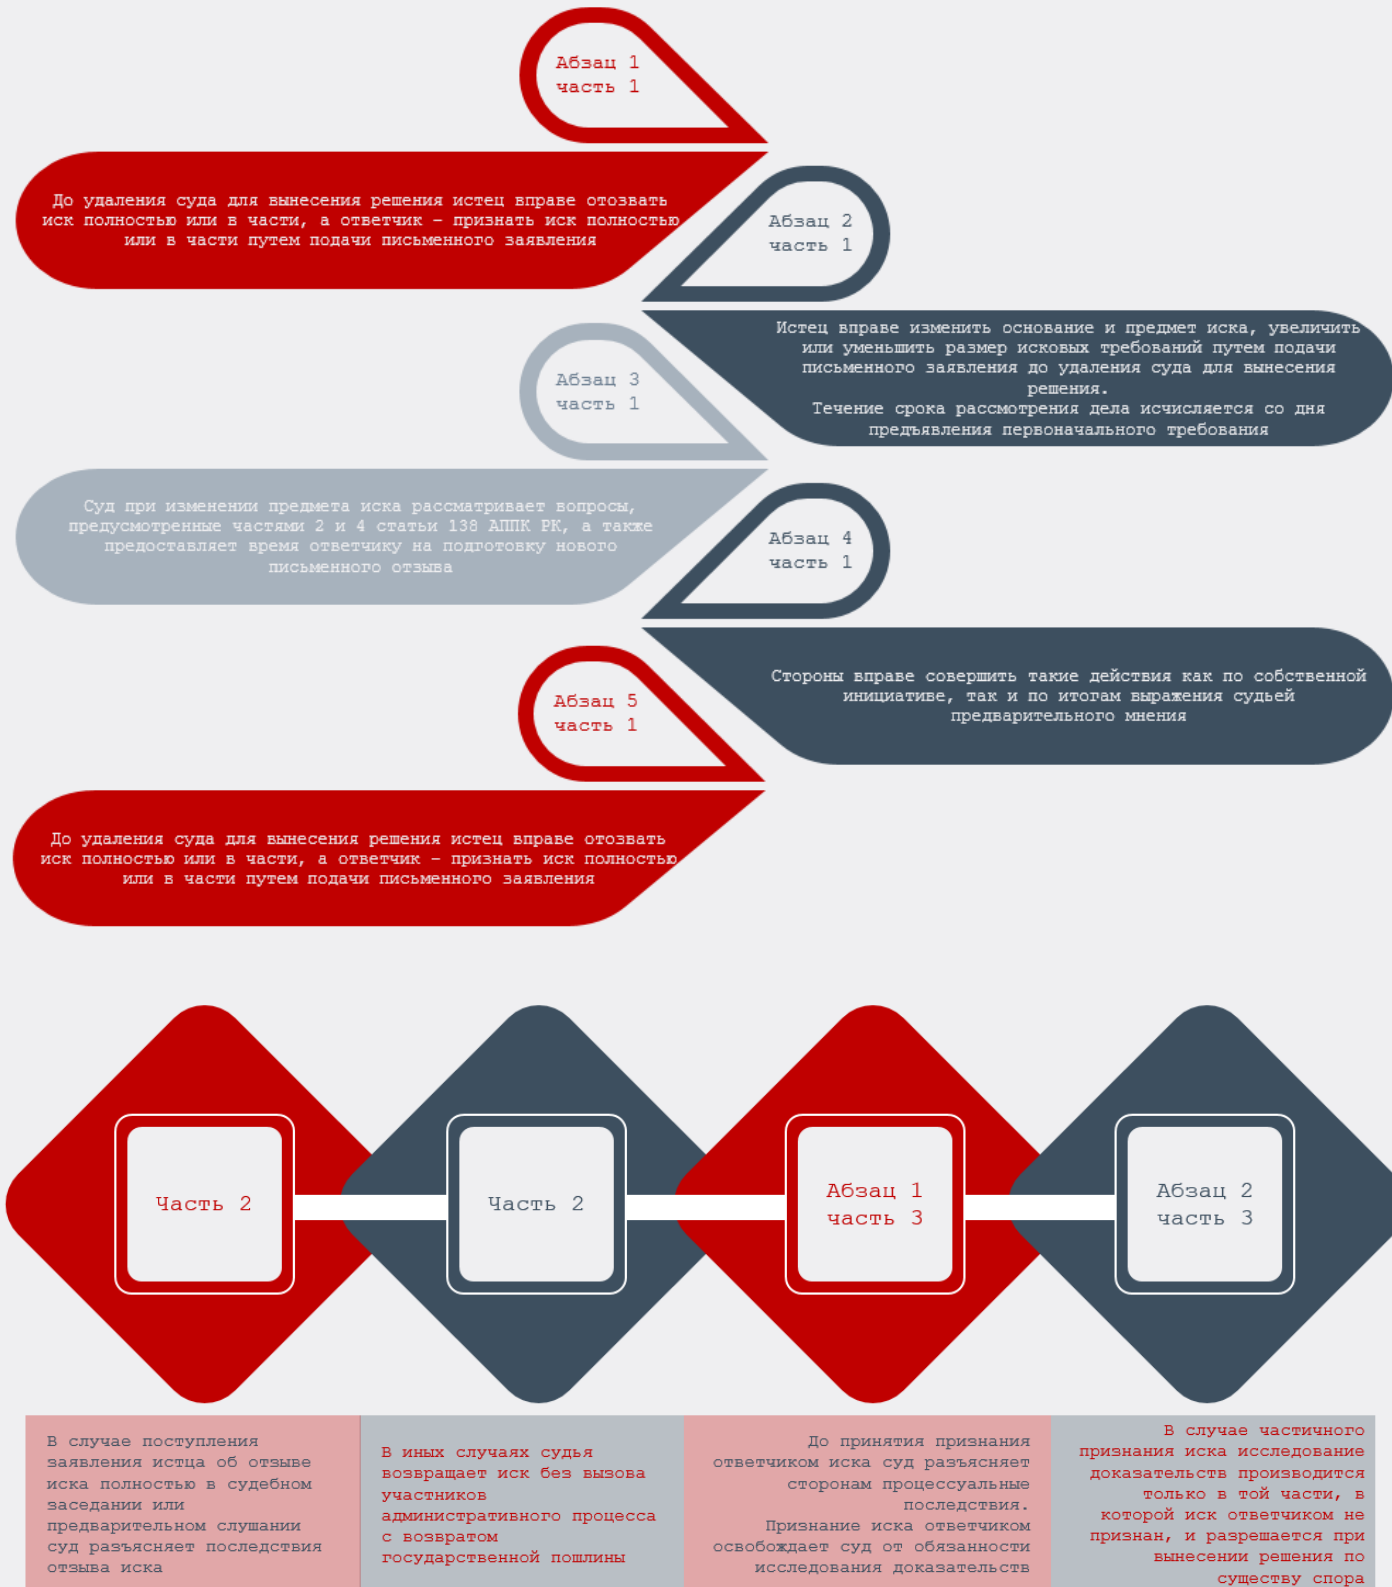 Абзац 1
часть 1
До удаления суда для вынесения решения истец вправе отозвать
иск полностью или в части, а ответчик – признать иск полностью
или в части путем подачи письменного заявления
Абзац 2
часть 1
Истец вправе изменить основание и предмет иска, увеличить
или уменьшить размер исковых требований путем подачи
письменного заявления до удаления суда для вынесения
решения.
Течение срока рассмотрения дела исчисляется со дня
предъявления первоначального требования
Абзац 3
часть 1
Суд при изменении предмета иска рассматривает вопросы,
предусмотренные частями 2 и 4 статьи 138 АППК РК, а также
предоставляет время ответчику на подготовку нового
письменного отзыва
Абзац 4
часть 1
Стороны вправе совершить такие действия как по собственной
инициативе, так и по итогам выражения судьей
предварительного мнения
Абзац 5
часть 1
До удаления суда для вынесения решения истец вправе отозвать
иск полностью или в части, а ответчик – признать иск полностью
или в части путем подачи письменного заявления
Часть 2
Часть 2
Абзац 1
часть 3
Абзац 2
часть 3
В случае поступления
заявления истца об отзыве
иска полностью в судебном
заседании или
предварительном слушании
суд разъясняет последствия
отзыва иска
В иных случаях судья
возвращает иск без вызова
участников
административного процесса
с возвратом
государственной пошлины
До принятия признания
ответчиком иска суд разъясняет
сторонам процессуальные
последствия.
Признание иска ответчиком
освобождает суд от обязанности
исследования доказательств
В случае частичного
признания иска исследование
доказательств производится
только в той части, в
которой иск ответчиком не
признан, и разрешается при
вынесении решения по
существу спора